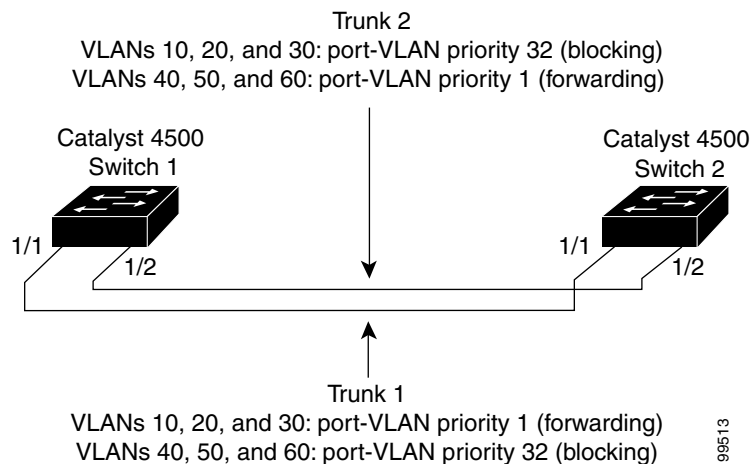 Trunk 2
VLANs 10, 20, and 30: port-VLAN priority 32 (blocking)
VLANs 40, 50, and 60: port-VLAN priority 1 (forwarding)
Catalyst 4500
Switch 1
Catalyst 4500
Switch 2
1/1
1/2
1/1
1/2
Trunk 1
VLANs 10, 20, and 30: port-VLAN priority 1 (forwarding)
VLANs 40, 50, and 60: port-VLAN priority 32 (blocking)
99513